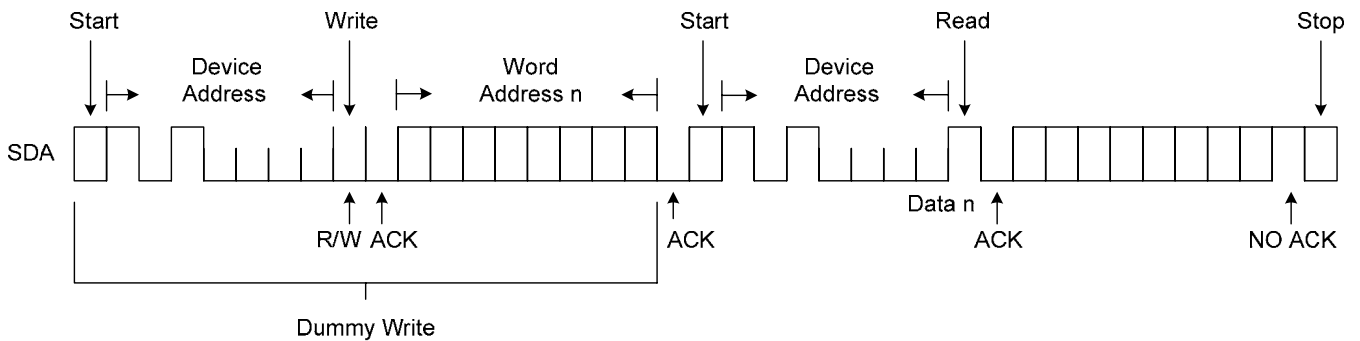 Start
Write
Start
Read
Stop
Device
Address
Word
Address n
Device
Address
SDA
Data n
R/W
ACK
ACK
ACK
NO ACK
Dummy Write